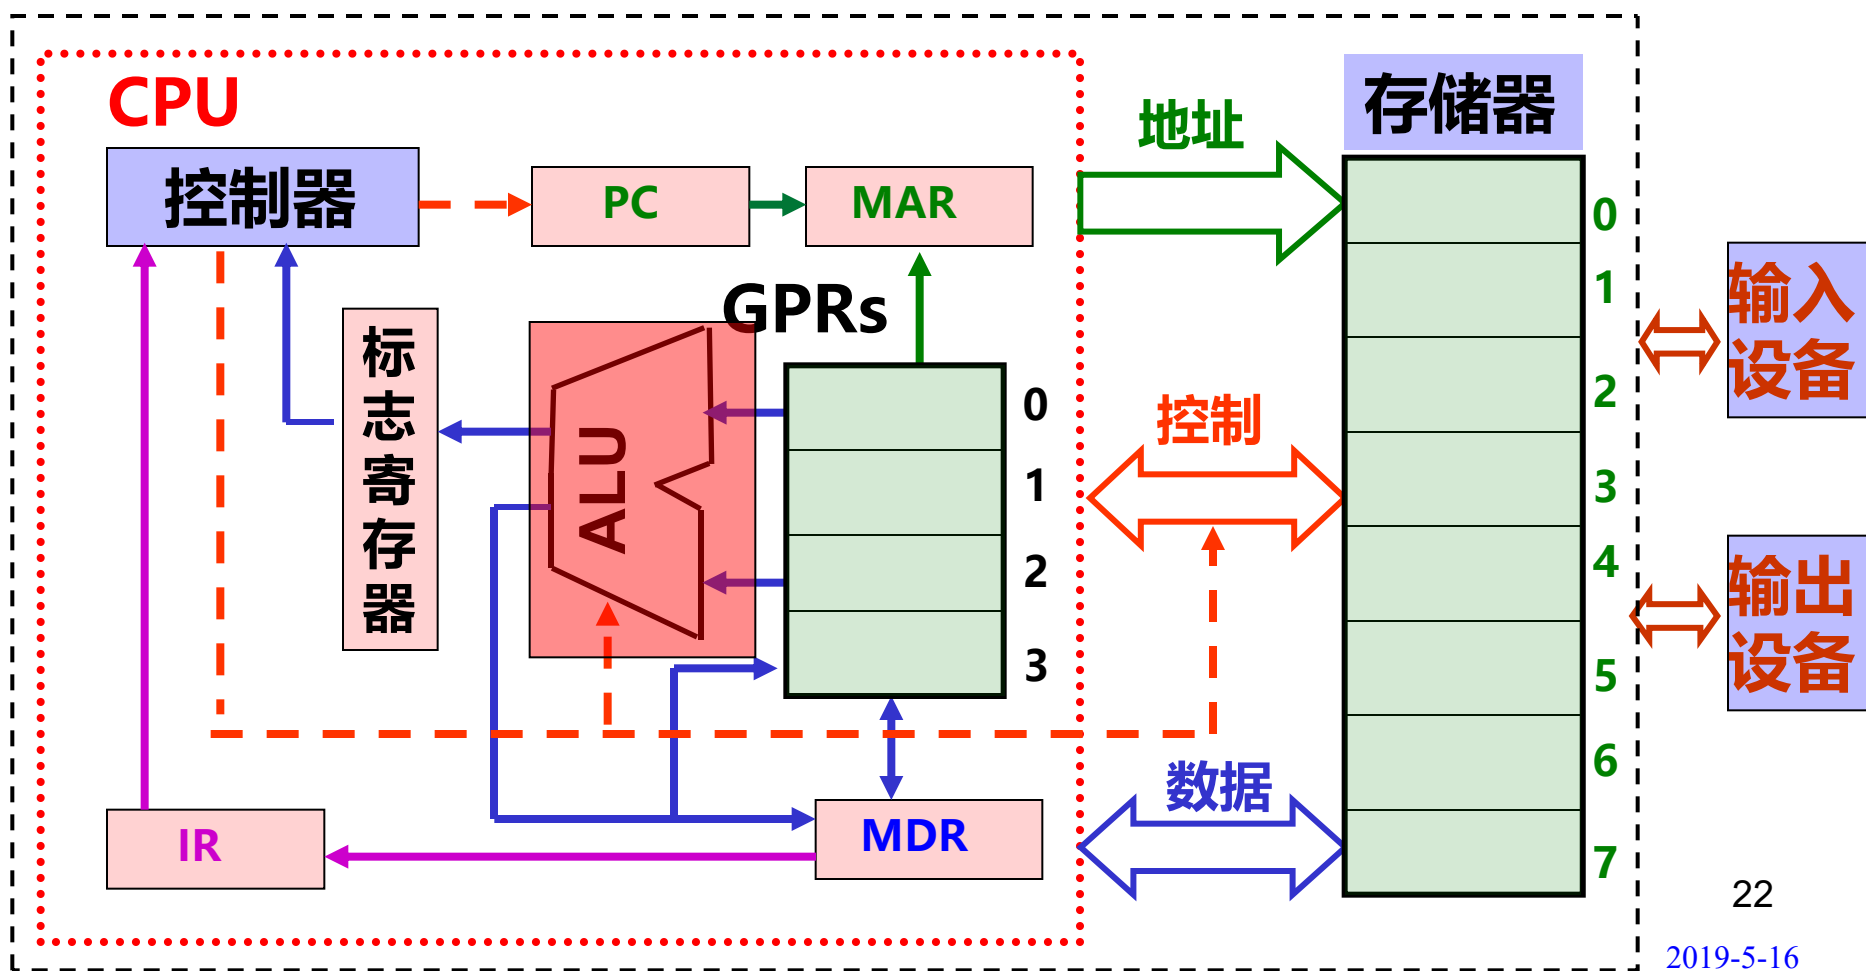 CPU
控制器
PC
MAR
地址
存储器
GPRs
标志寄存器
ALU
0
1
2
3
控制
数据
IR
MDR
0
1
2
3
4
5
6
7
输入
设备
输出
设备
22
2019-5-16